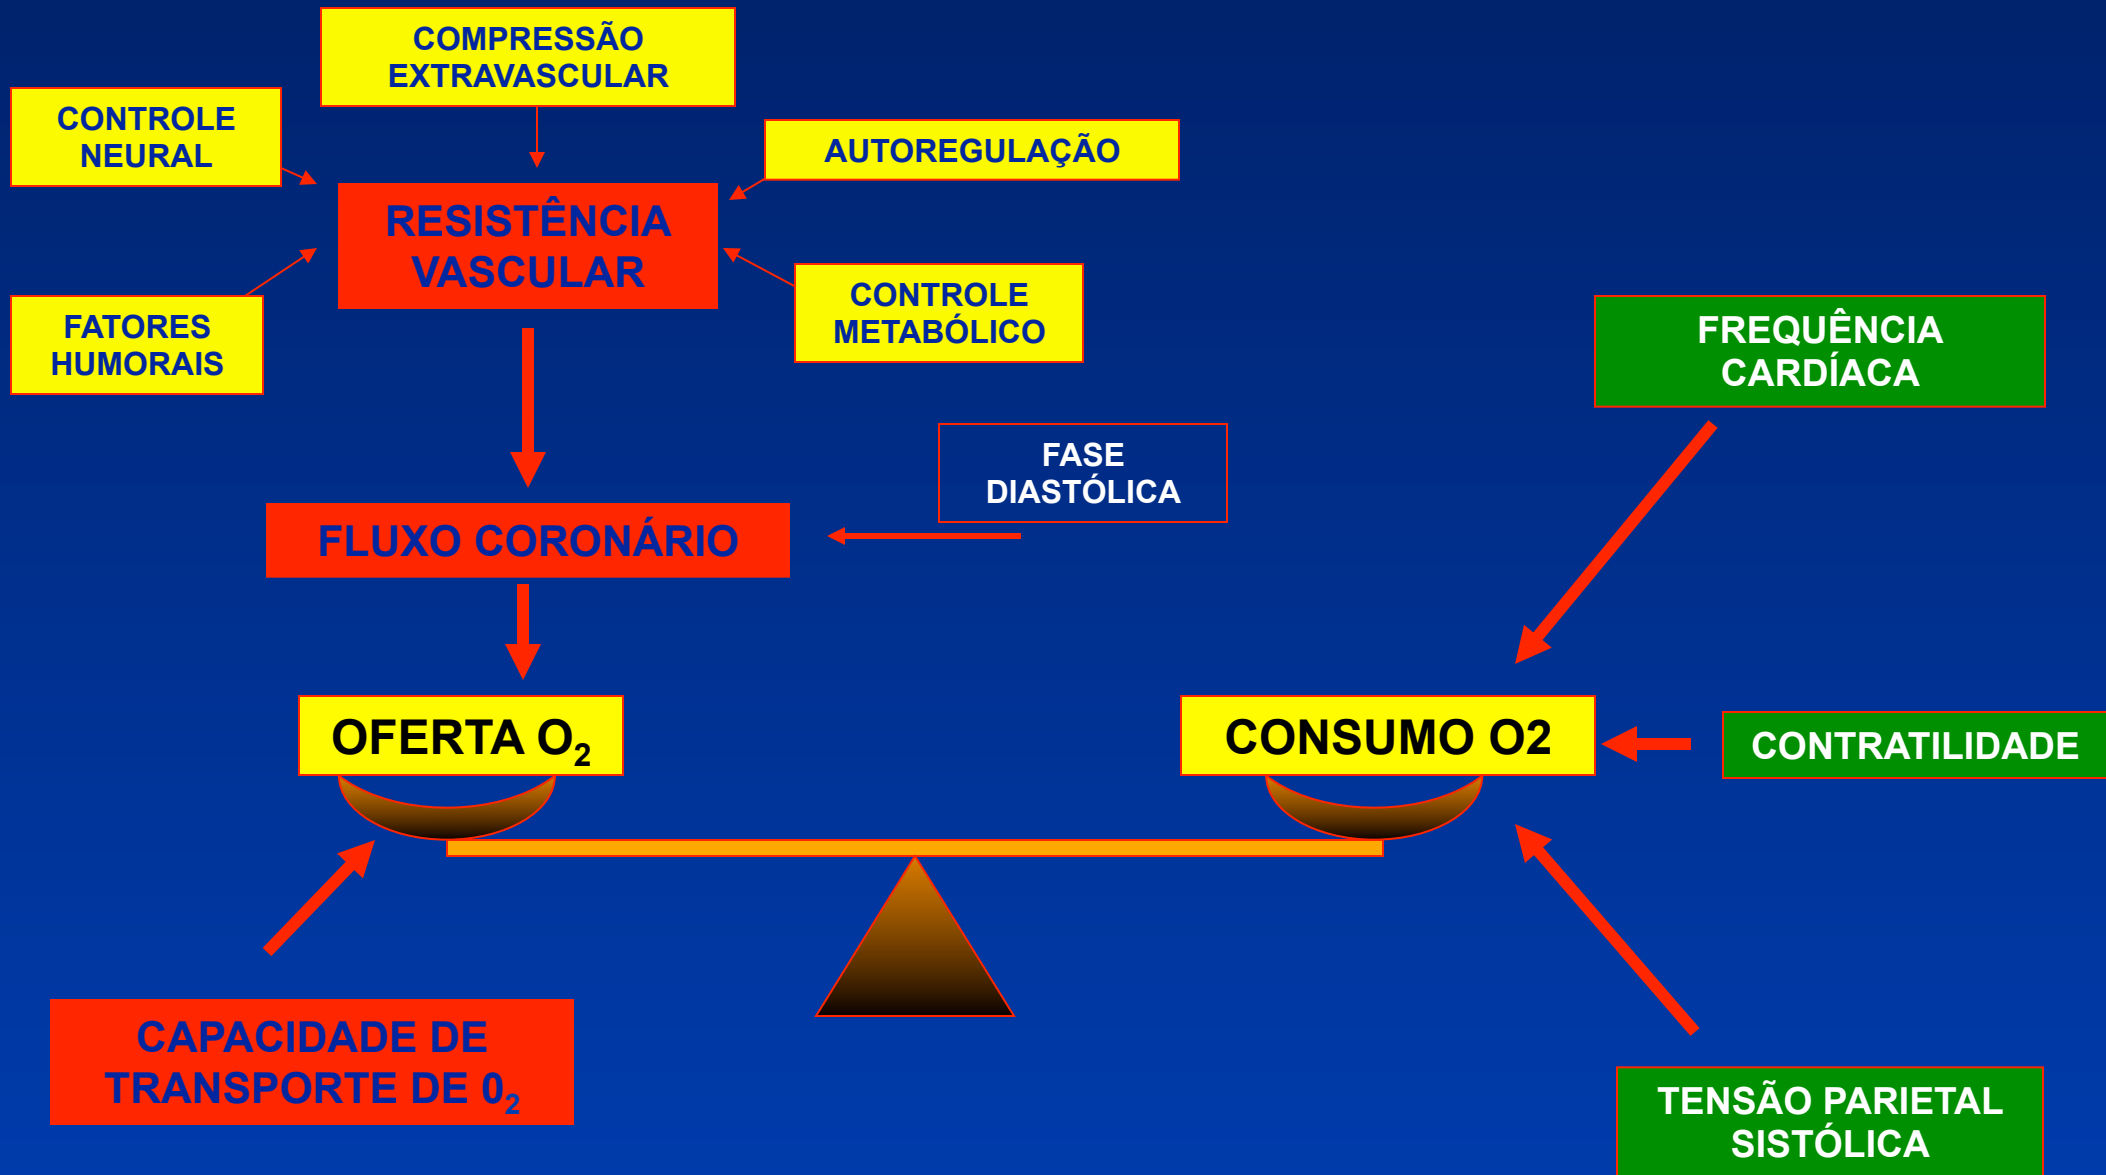 COMPRESSÃO
EXTRAVASCULAR
CONTROLE
NEURAL
AUTOREGULAÇÃO
RESISTÊNCIA
VASCULAR
CONTROLE
METABÓLICO
FATORES
HUMORAIS
FREQUÊNCIA
CARDÍACA
FASE
DIASTÓLICA
FLUXO CORONÁRIO
OFERTA O₂
CONSUMO O2
CONTRATILIDADE
CAPACIDADE DE
TRANSPORTE DE 0₂
TENSÃO PARIETAL
SISTÓLICA